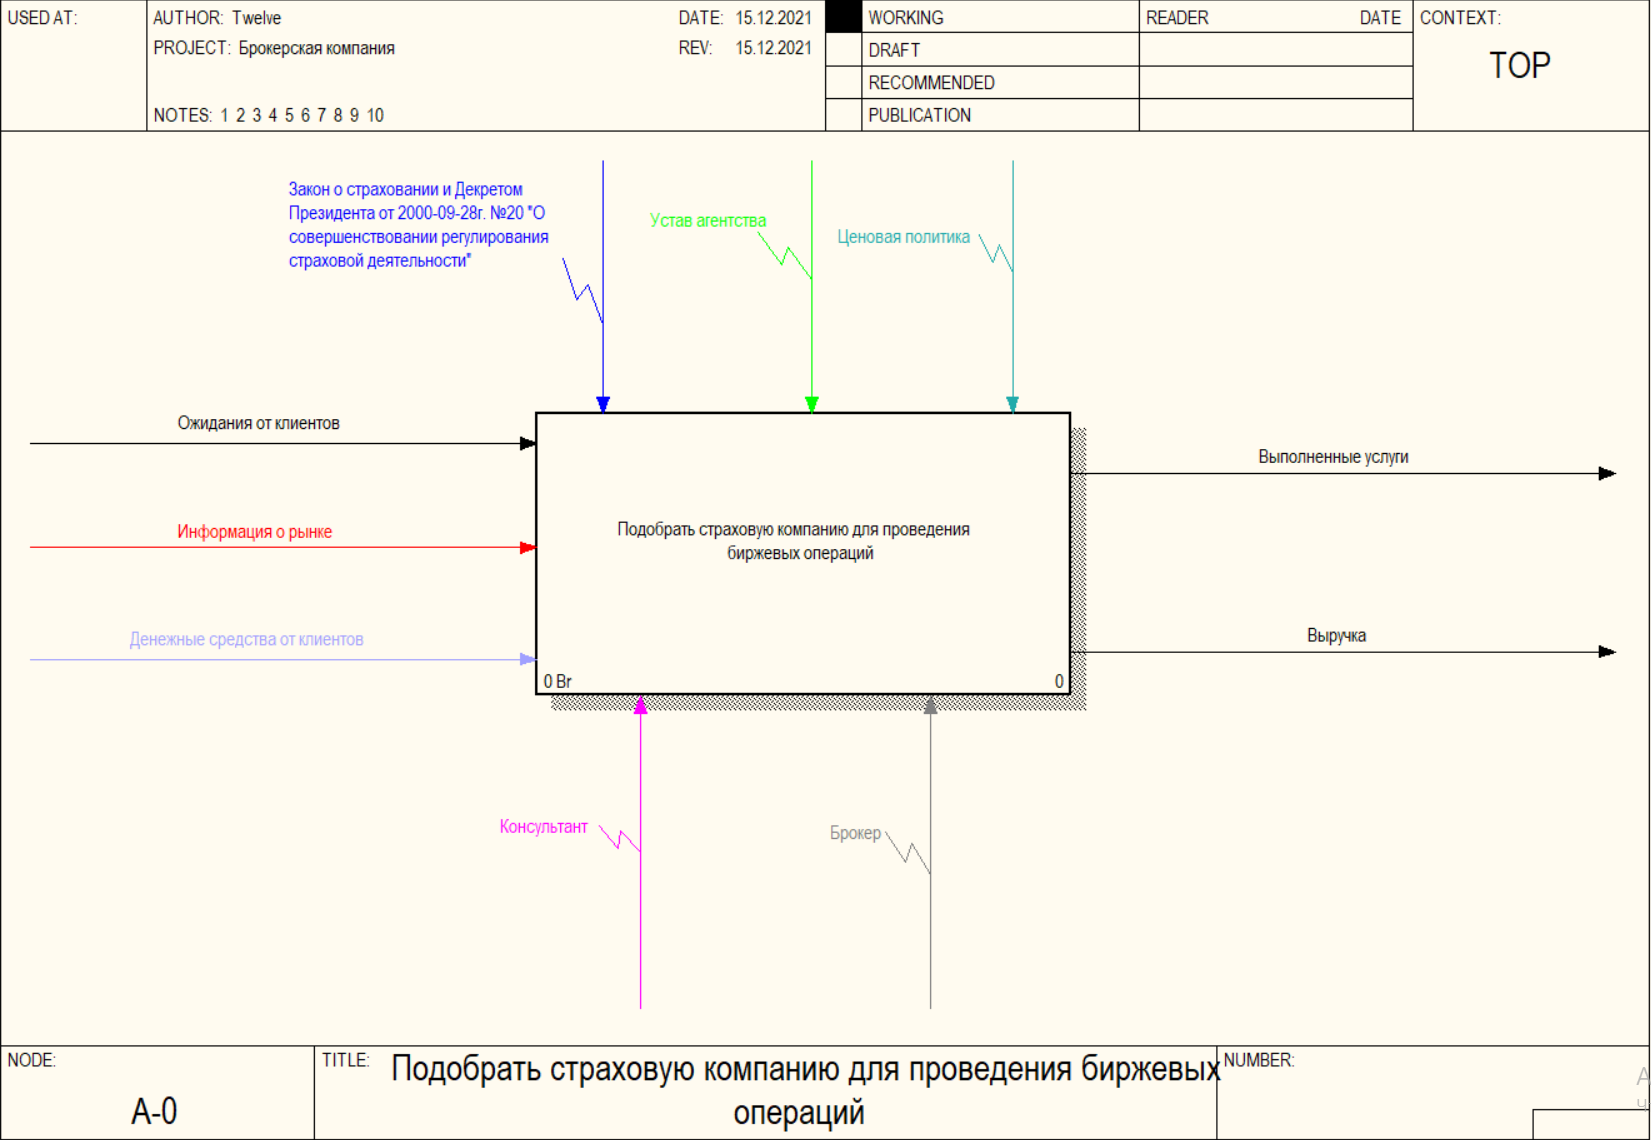 USED AT:
AUTHOR: Twelve
DATE: 15.12.2021
WORKING
READER
DATE
CONTEXT:
PROJECT: Брокерская компания
REV: 15.12.2021
DRAFT
TOP
RECOMMENDED
NOTES: 1 2 3 4 5 6 7 8 9 10
PUBLICATION
Закон о страховании и Декретом
Президента от 2000-09-28г. №20 "О
совершенствовании регулирования
страховой деятельности"
Устав агентства
Ценовая политика
Ожидания от клиентов
Информация о рынке
Денежные средства от клиентов
Подобрать страховую компанию для проведения
биржевых операций
0 Br
0
Выполненные услуги
Выручка
Консультант
Брокер
NODE:
A-0
TITLE:
Подобрать страховую компанию для проведения биржевых
операций
NUMBER: